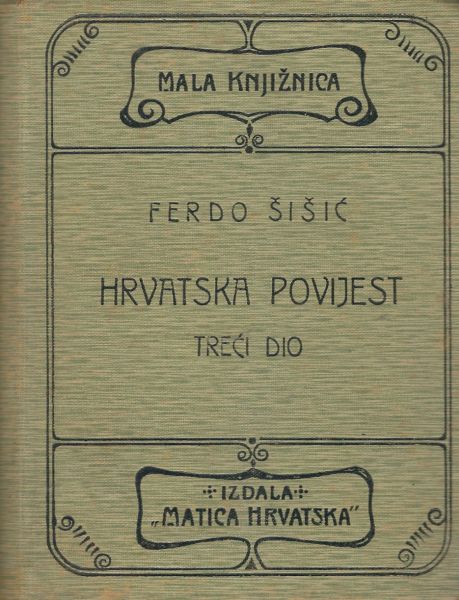 MALA KNJIŽNICA
FERDO ŠIŠIĆ
HRVATSKA POVIJEST
TREĆI DIO
IZDALA
„MATICA HRVATSKA"